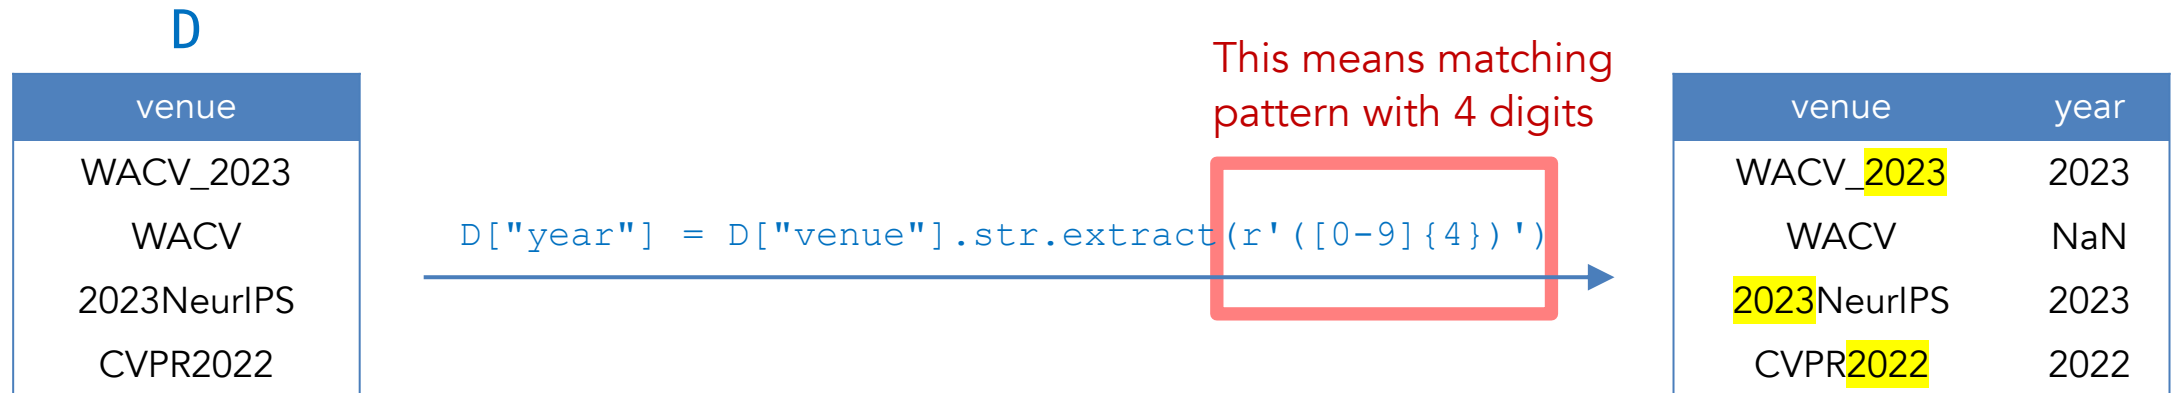 D
venue
WACV_2023
WACV
2023NeurIPS
CVPR2022
D["year"] = D["venue"].str.extract(r'([0-9]{4})')
This means matching
pattern with 4 digits
venue year
WACV_2023 2023
WACV NaN
2023NeurIPS 2023
CVPR2022 2022